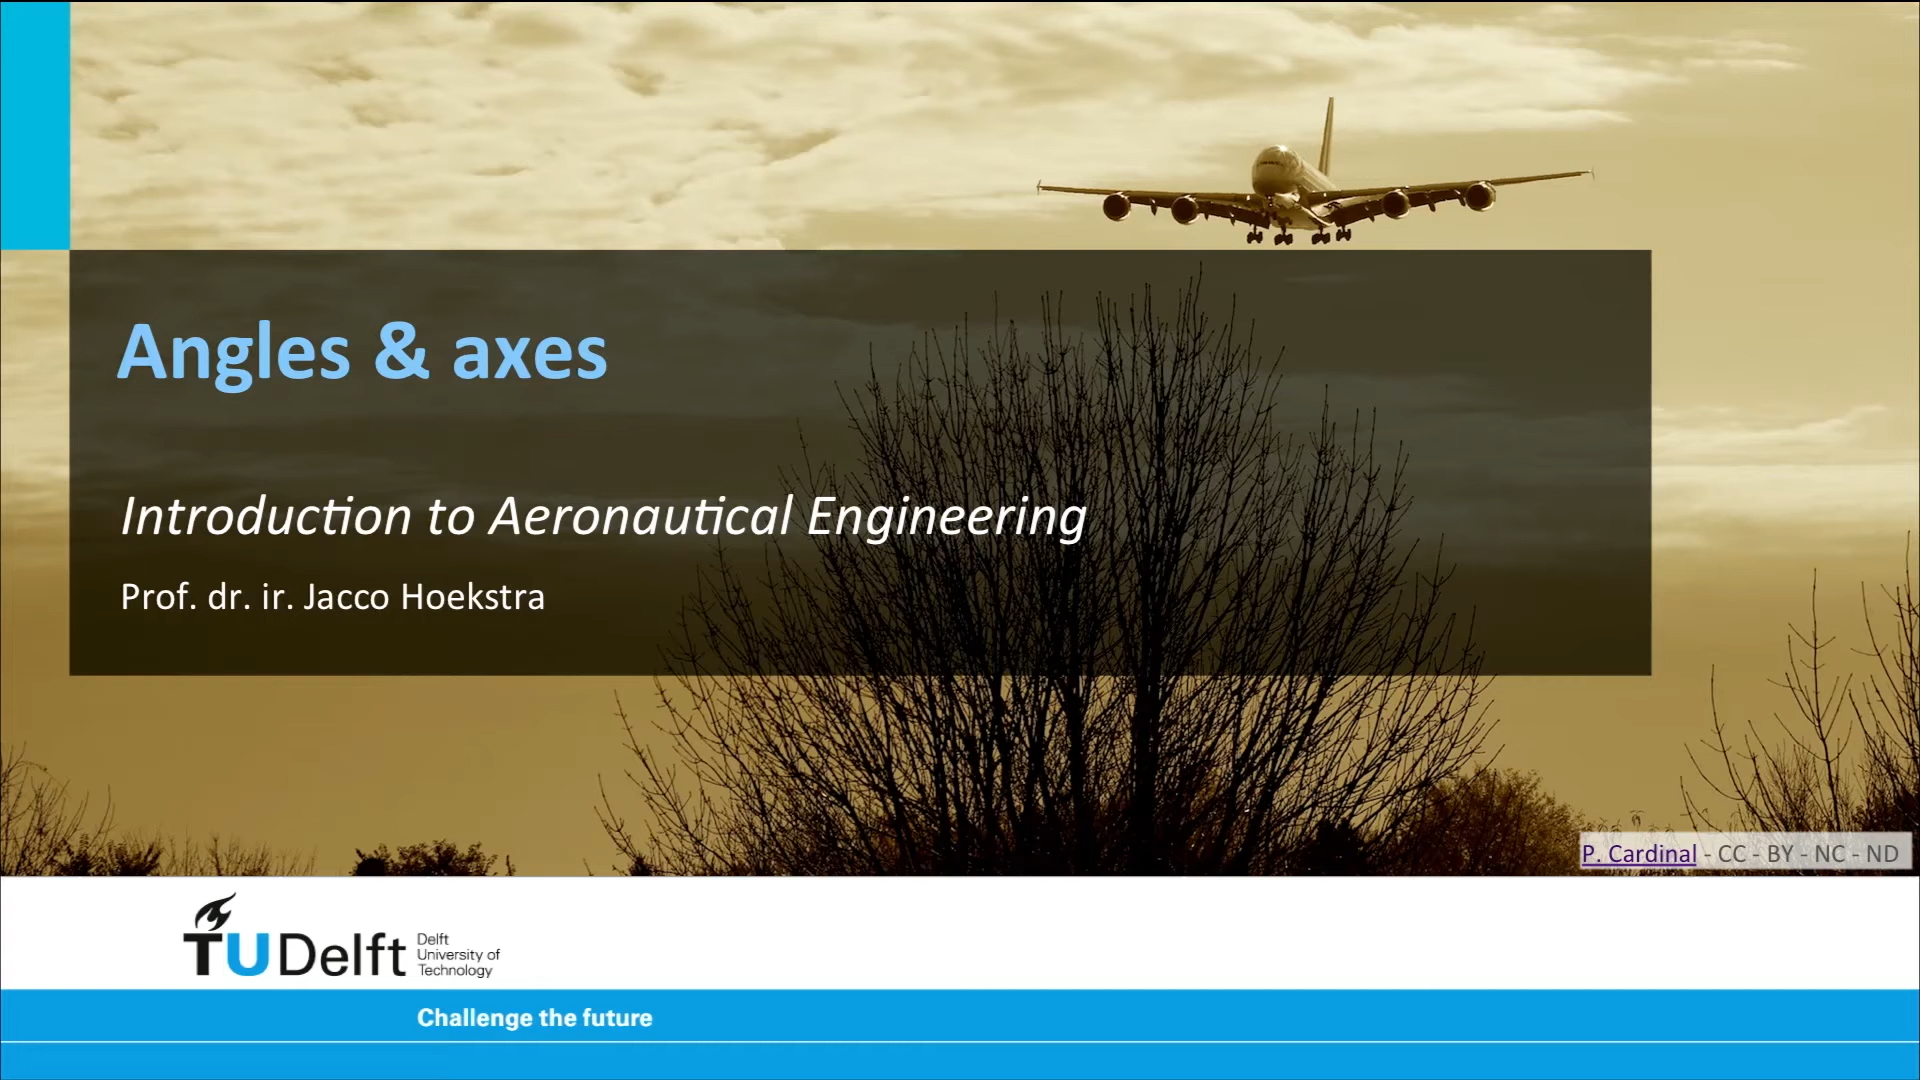 Angles & axes
Introduction to Aeronautical Engineering
Prof. dr. ir. Jacco Hoekstra
P. Cardinal - CC - BY - NC - ND
TUDelft
Delft
University of
Technology
Challenge the future